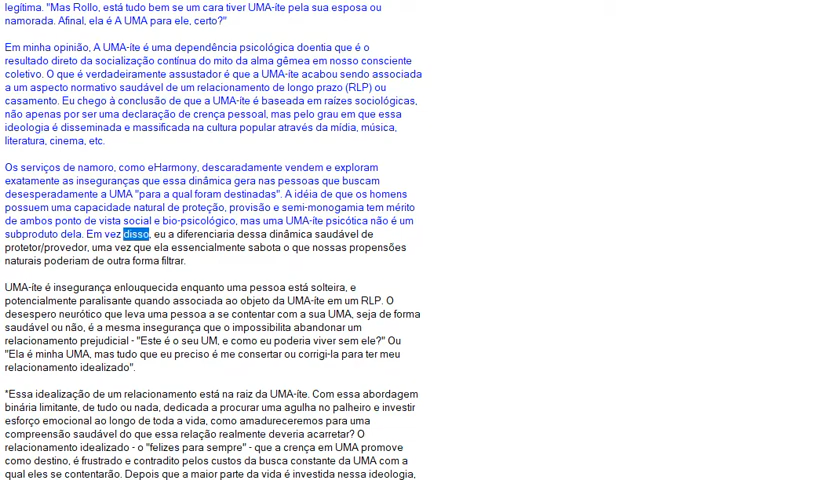 legítima. "Mas Rollo, está tudo bem se um cara tiver UMA-íte pela sua esposa ou
namorada. Afinal, ela é A UMA para ele, certo?"
Em minha opinião, A UMA-íte é uma dependência psicológica doentia que é o
resultado direto da socialização contínua do mito da alma gêmea em nosso consciente
coletivo. O que é verdadeiramente assustador é que a UMA-íte acabou sendo associada
a um aspecto normativo saudável de um relacionamento de longo prazo (RLP) ou
casamento. Eu chego à conclusão de que a UMA-íte é baseada em raízes sociológicas,
não apenas por ser uma declaração de crença pessoal, mas pelo grau em que essa
ideologia é disseminada e massificada na cultura popular através da mídia, música,
literatura, cinema, etc.
Os serviços de namoro, como eHarmony, descaradamente vendem e exploram
exatamente as inseguranças que essa dinâmica gera nas pessoas que buscam
desesperadamente a UMA "para a qual foram destinadas". A idéia de que os homens
possuem uma capacidade natural de proteção, provisão e semi-monogamia tem mérito
de ambos ponto de vista social e bio-psicológico, mas uma UMA-íte psicótica não é um
subproduto dela. Em vez disso, eu a diferenciaria dessa dinâmica saudável de
protetor/provedor, uma vez que ela essencialmente sabota o que nossas propensões
naturais poderiam de outra forma filtrar.
UMA-íte é insegurança enlouquecida enquanto uma pessoa está solteira, e
potencialmente paralisante quando associada ao objeto da UMA-íte em um RLP. O
desespero neurótico que leva uma pessoa a se contentar com a sua UMA, seja de forma
saudável ou não, é a mesma insegurança que o impossibilita abandonar um
relacionamento prejudicial - "Este é o seu UM, e como eu poderia viver sem ele?" Ou
"Ela é minha UMA, mas tudo que eu preciso é me consertar ou corrigi-la para ter meu
relacionamento idealizado".
*Essa idealização de um relacionamento está na raiz da UMA-íte. Com essa abordagem
binária limitante, de tudo ou nada, dedicada a procurar uma agulha no palheiro e investir
esforço emocional ao longo de toda a vida, como amadureceremos para uma
compreensão saudável do que essa relação realmente deveria acarretar? O
relacionamento idealizado - o "felizes para sempre" - que a crença em UMA promove
como destino, é frustrado e contradito pelos custos da busca constante da UMA com a
qual eles se contentarão. Depois que a maior parte da vida é investida nessa ideologia,